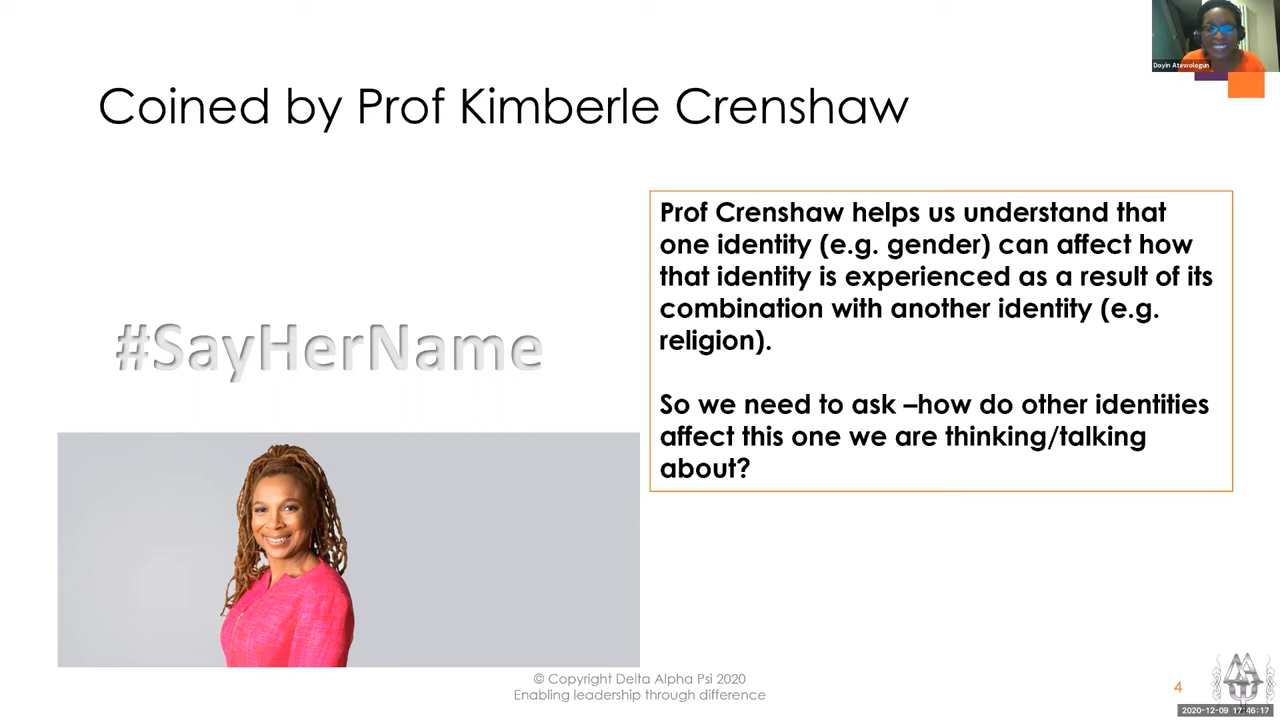 Doyin Atewologun
Coined by Prof Kimberle Crenshaw
#SayHerName
Prof Crenshaw helps us understand that
one identity (e.g. gender) can affect how
that identity is experienced as a result of its
combination with another identity (e.g.
religion).
So we need to ask –how do other identities
affect this one we are thinking/talking
about?
© Copyright Delta Alpha Psi 2020
Enabling leadership through difference
4
2020-12-09 17:46:17